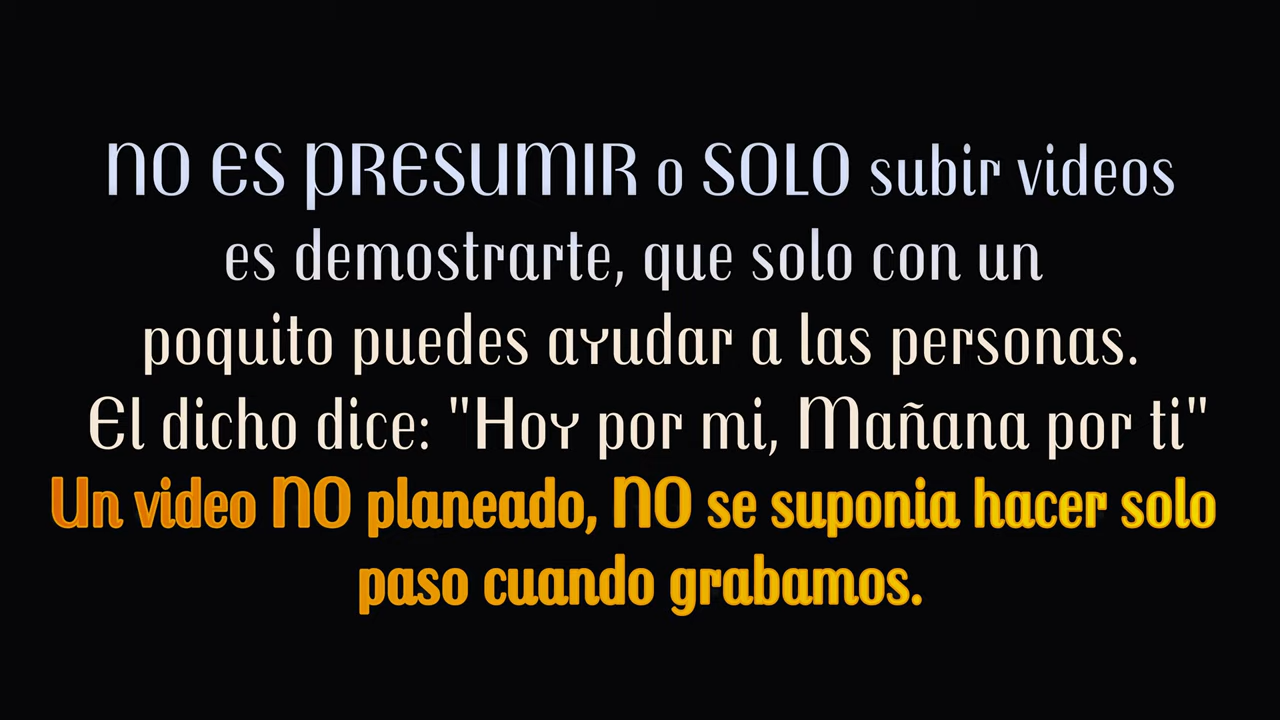 NO ES PRESUMIR o SOLO subir videos
es demostrarte, que solo con un
poquito puedes ayudar a las personas.
El dicho dice: "Hoy por mi, Mañana por ti"
Un video NO planeado, NO se suponia hacer solo
paso cuando grabamos.